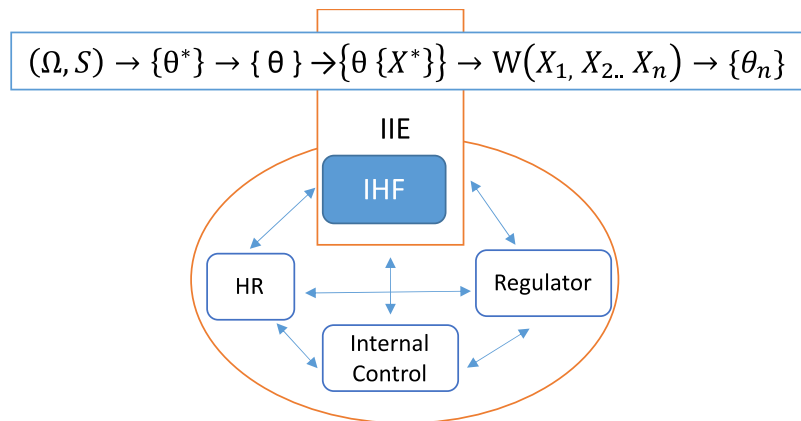 (Ω, S) → {θ*} → { θ } → {θ {X*}} → W(X₁, X₂.. Xₙ) → {θₙ}
IIE
IHF
HR
Regulator
Internal
Control